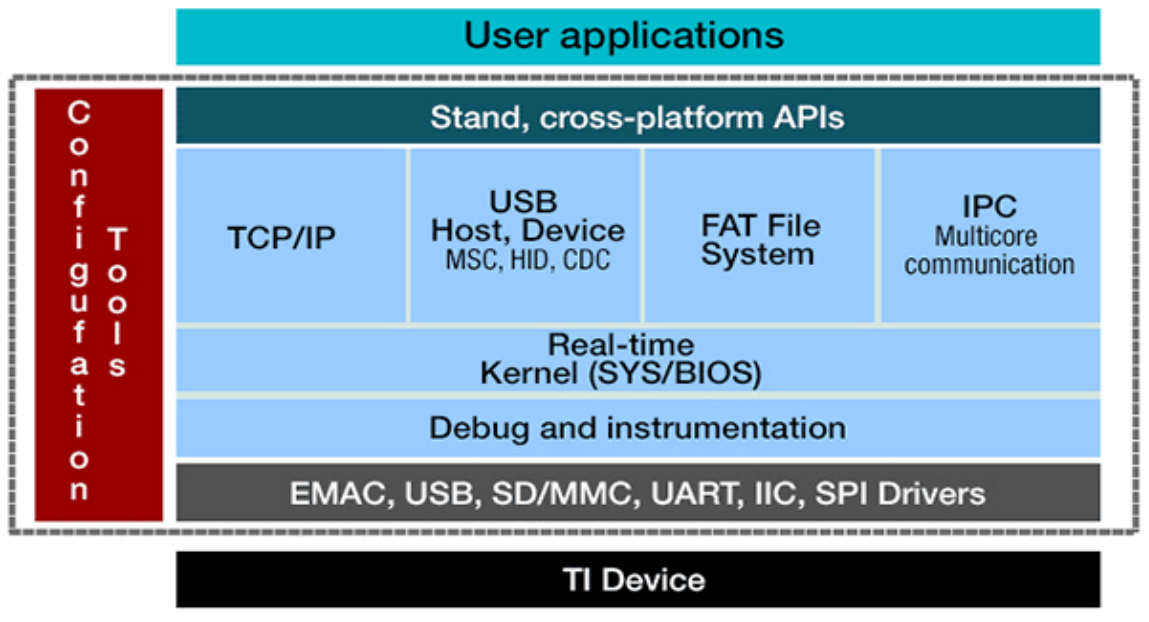 User applications
Configufation
Tools
Stand, cross-platform APIs
TCP/IP
USB
Host, Device
MSC, HID, CDC
FAT File
System
IPC
Multicore
communication
Real-time
Kernel (SYS/BIOS)
Debug and instrumentation
EMAC, USB, SD/MMC, UART, IIC, SPI Drivers
TI Device